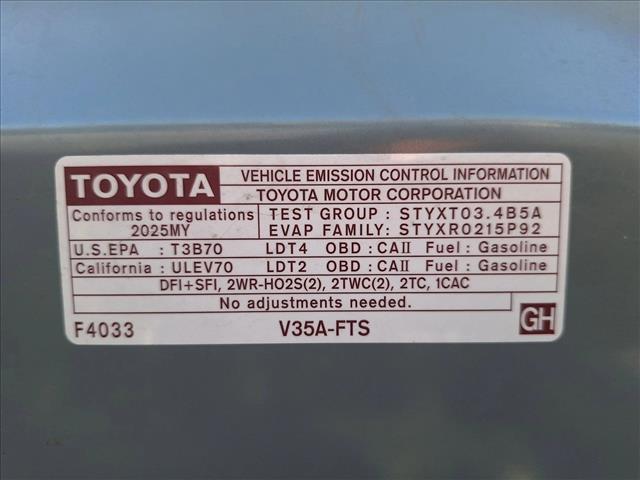 TOYOTA VEHICLE EMISSION CONTROL INFORMATION
TOYOTA MOTOR CORPORATION
Conforms to regulations TEST GROUP : STYXT03.4B5A
2025MY EVAP FAMILY: STYXR0215P92
U.S.EPA : T3B70 LDT4 OBD : CAII Fuel : Gasoline
California : ULEV70 LDT2 OBD : CAII Fuel : Gasoline
DFI+SFI, 2WR-HO2S(2), 2TWC(2), 2TC, 1CAC
No adjustments needed.
F4033 V35A-FTS GH